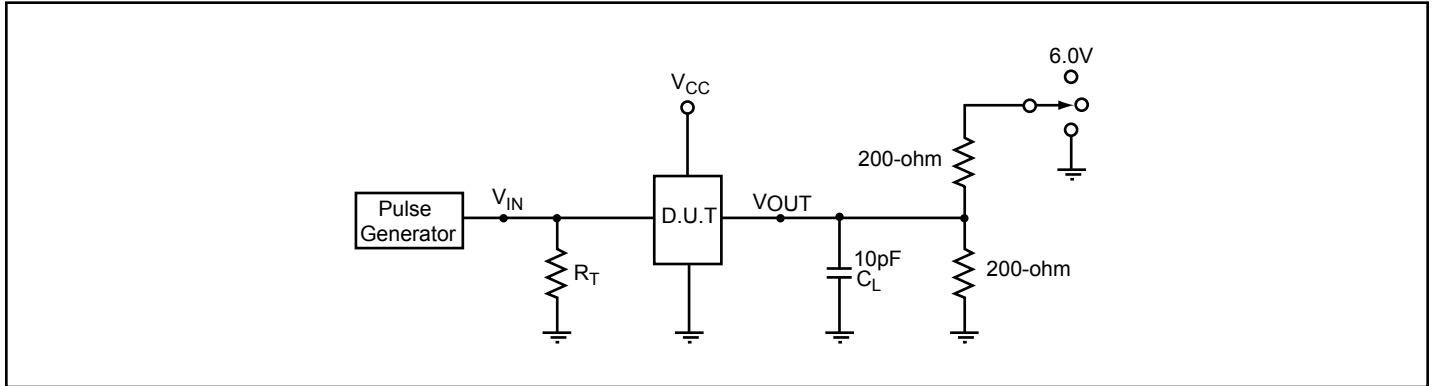 6.0V
VCC
200-ohm
Pulse
Generator
VIN
D.U.T
VOUT
RT
10pF
CL
200-ohm